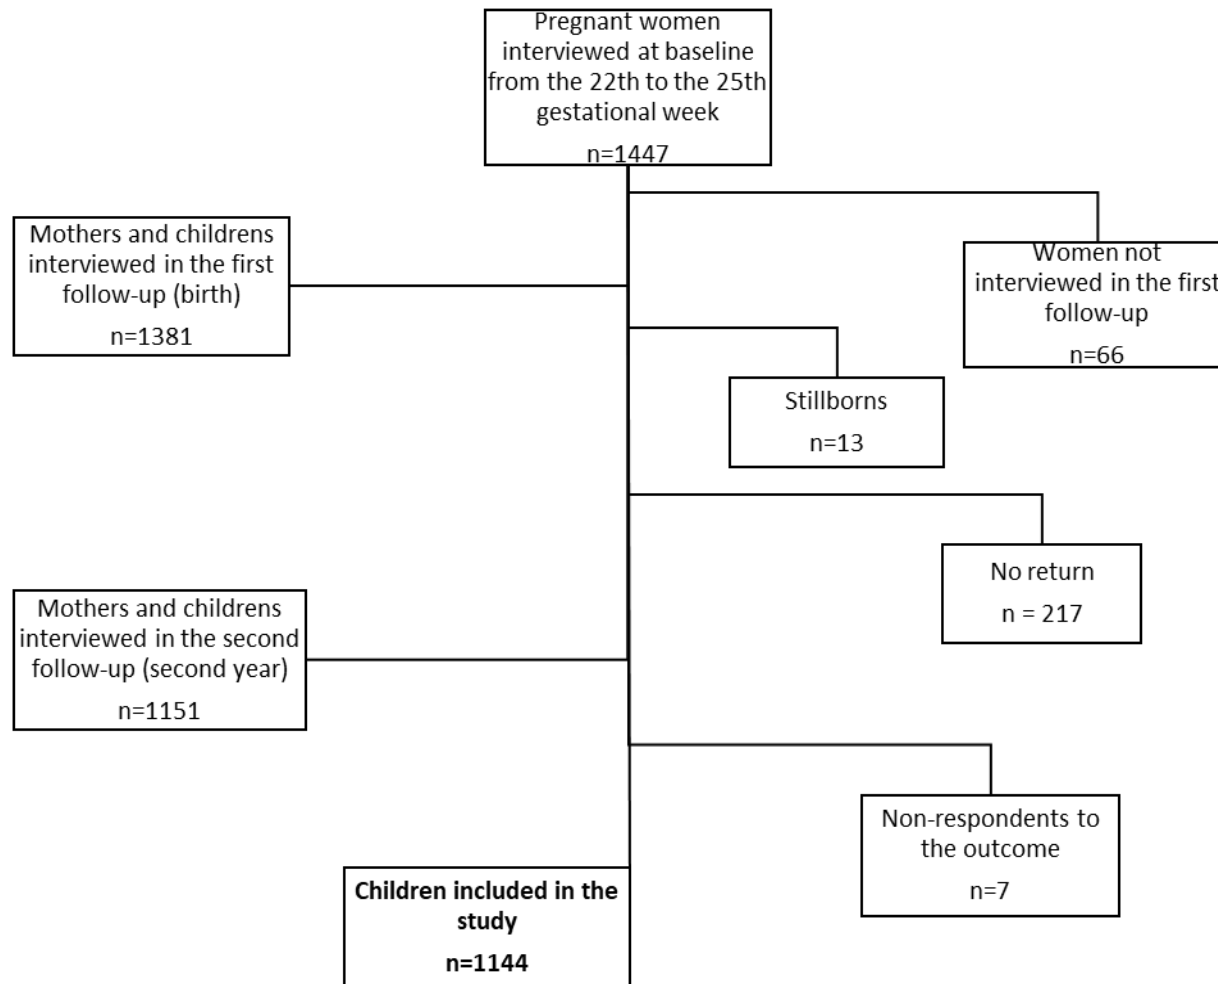 Pregnant women
interviewed at baseline
from the 22th to the 25th
gestational week
n=1447
Mothers and childrens
interviewed in the first
follow-up (birth)
n=1381
Women not
interviewed in the first
follow-up
n=66
Stillborns
n=13
No return
n = 217
Mothers and childrens
interviewed in the second
follow-up (second year)
n=1151
Non-respondents to
the outcome
n=7
Children included in the
study
n=1144